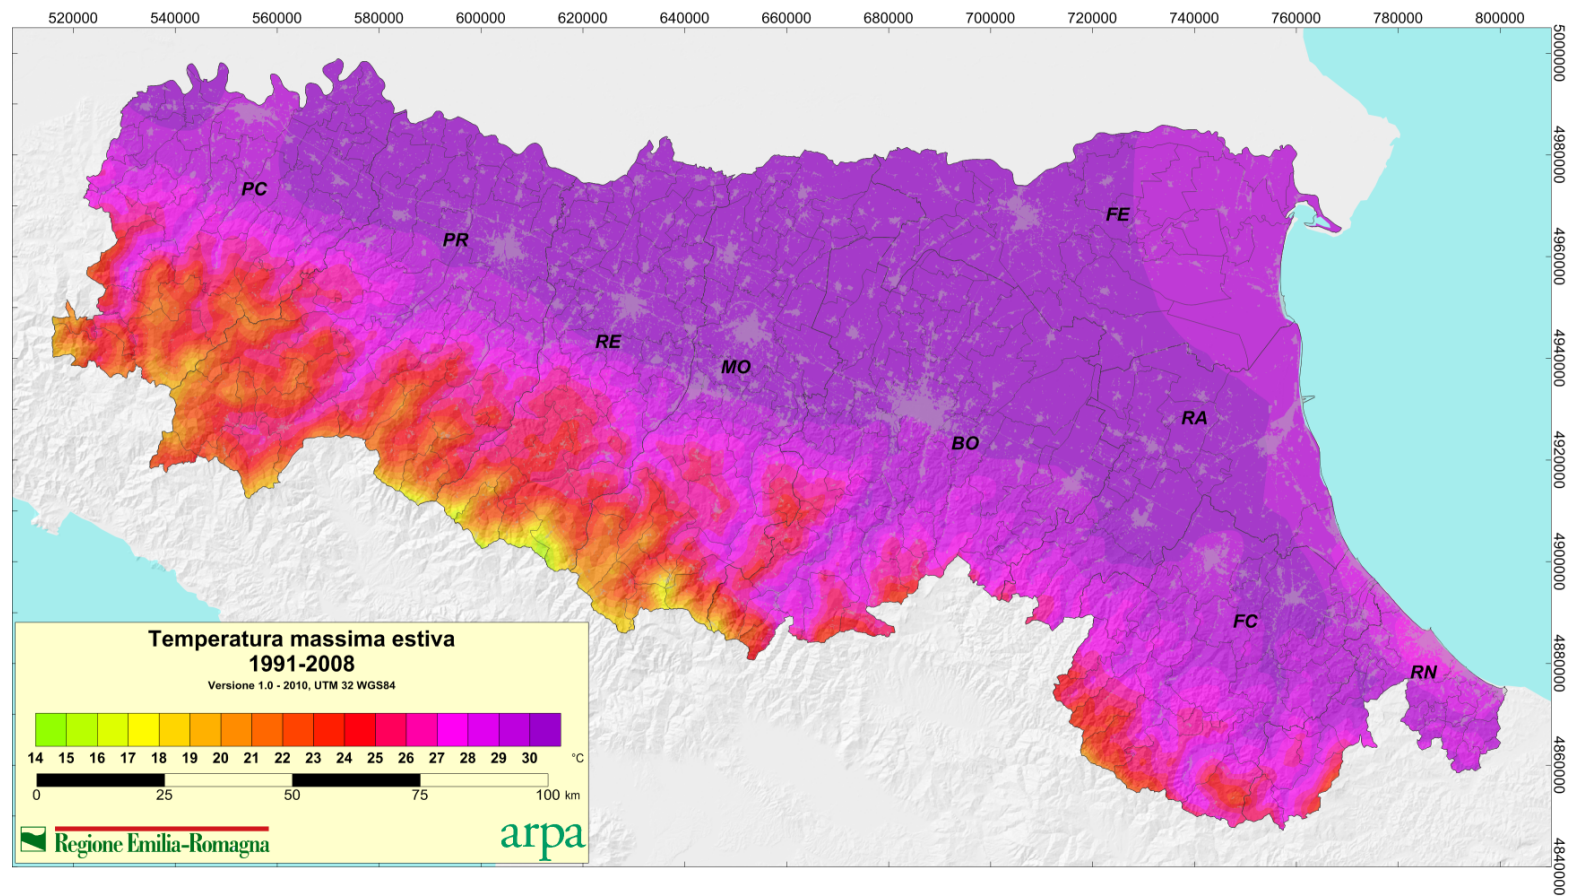 520000 540000 560000 580000 600000 620000 640000 660000 680000 700000 720000 740000 760000 780000 800000
5000000
4980000
4960000
4940000
4920000
4900000
4880000
4860000
4840000
PC
FE
PR
RE
MO
RA
BO
FC
RN
Temperatura massima estiva
1991-2008
Versione 1.0 - 2010, UTM 32 WGS84
14 15 16 17 18 19 20 21 22 23 24 25 26 27 28 29 30 °C
0 25 50 75 100 km
Regione Emilia-Romagna
arpa